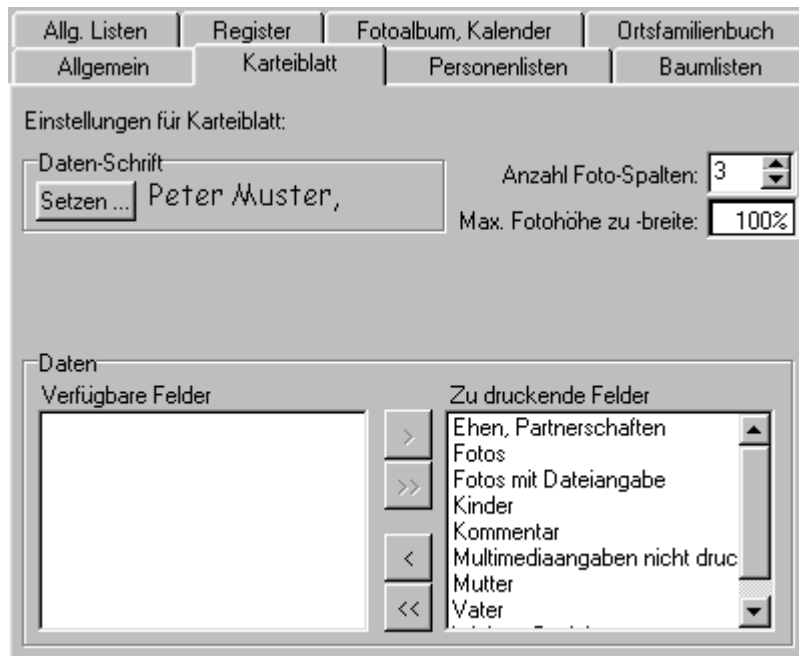 Allg. Listen Register Fotoalbum, Kalender Ortsfamilienbuch
Allgemein Karteiblatt Personenlisten Baumlisten
Einstellungen für Karteiblatt:
Daten-Schrift
Setzen ... Peter Muster,
Anzahl Foto-Spalten: 3
Max. Fotohöhe zu -breite: 100%
Daten
Verfügbare Felder
>
>>
<
<<
Zu druckende Felder
Ehen, Partnerschaften
Fotos
Fotos mit Dateiangabe
Kinder
Kommentar
Multimediaangaben nicht druc
Mutter
Vater